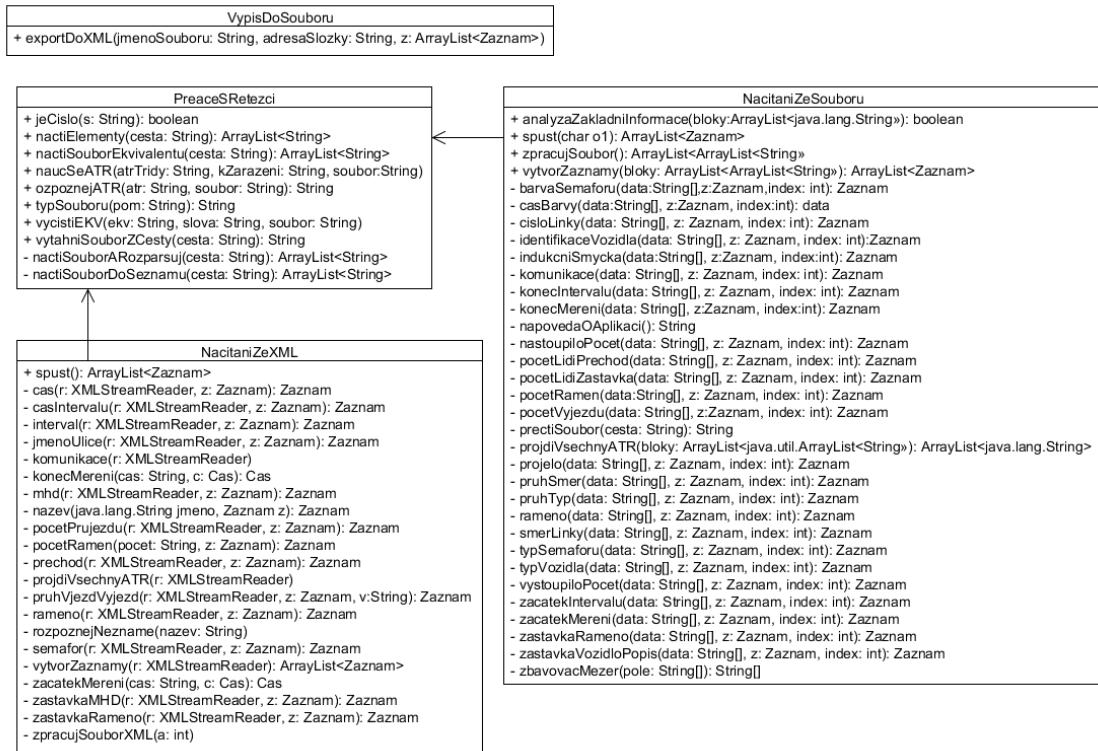 VypisDoSouboru
+ exportDoXML(jmenoSouboru: String, adresaSlozky: String, z: ArrayList<Zaznam>)
PreaceSRetezci
+ jeCislo(s: String): boolean
+ nactiElementy(cesta: String): ArrayList<String>
+ nactiSouborEkvivalentu(cesta: String): ArrayList<String>
+ naucSeATR(atrTridy: String, kZarazeni: String, soubor:String)
+ ozpoznejATR(atr: String, soubor: String): String
+ typSouboru(pom: String): String
+ vycistiEKV(ekv: String, slova: String, soubor: String)
+ vytahniSouborZCesty(cesta: String): String
- nactiSouborARozparsuj(cesta: String): ArrayList<String>
- nactiSouborDoSeznamu(cesta: String): ArrayList<String>
NacitaniZeXML
+ spust(): ArrayList<Zaznam>
- cas(r: XMLStreamReader, z: Zaznam): Zaznam
- casIntervalu(r: XMLStreamReader, z: Zaznam): Zaznam
- interval(r: XMLStreamReader, z: Zaznam): Zaznam
- jmenoUlice(r: XMLStreamReader, z: Zaznam): Zaznam
- komunikace(r: XMLStreamReader)
- konecMereni(cas: String, c: Cas): Cas
- mhd(r: XMLStreamReader, z: Zaznam): Zaznam
- nazev(java.lang.String jmeno, Zaznam z): Zaznam
- pocetPrujezdu(r: XMLStreamReader, z: Zaznam): Zaznam
- pocetRamen(pocet: String, z: Zaznam): Zaznam
- prechod(r: XMLStreamReader, z: Zaznam): Zaznam
- projdiVsechnyATR(r: XMLStreamReader)
- pruhVjezdVyjezd(r: XMLStreamReader, z: Zaznam, v:String): Zaznam
- rameno(r: XMLStreamReader, z: Zaznam): Zaznam
- rozpoznejNezname(nazev: String)
- semafor(r: XMLStreamReader, z: Zaznam): Zaznam
- vytvorZaznamy(r: XMLStreamReader): ArrayList<Zaznam>
- zacatekMereni(cas: String, c: Cas): Cas
- zastavkaMHD(r: XMLStreamReader, z: Zaznam): Zaznam
- zastavkaRameno(r: XMLStreamReader, z: Zaznam): Zaznam
- zpracujSouborXML(a: int)
NacitaniZeSouboru
+ analyzaZakladniInformace(bloky:ArrayList<java.lang.String»): boolean
+ spust(char o1): ArrayList<Zaznam>
+ zpracujSoubor(): ArrayList<ArrayList<String»
+ vytvorZaznamy(bloky: ArrayList<ArrayList<String»): ArrayList<Zaznam>
- barvaSemaforu(data:String[],z:Zaznam,index: int): Zaznam
- casBarvy(data:String[], z:Zaznam, index:int): data
- cisloLinky(data: String[], z: Zaznam, index: int): Zaznam
- identifikaceVozidla(data: String[], z: Zaznam, index: int):Zaznam
- indukcniSmycka(data:String[], z:Zaznam, index:int): Zaznam
- komunikace(data: String[], z: Zaznam, index: int): Zaznam
- konecIntervalu(data: String[], z: Zaznam, index: int): Zaznam
- konecMereni(data: String[], z:Zaznam, index:int): Zaznam
- napovedaOAplikaci(): String
- nastoupiloPocet(data: String[], z: Zaznam, index: int): Zaznam
- pocetLidiPrechod(data: String[], z: Zaznam, index: int): Zaznam
- pocetLidiZastavka(data: String[], z: Zaznam, index: int): Zaznam
- pocetRamen(data:String[], z: Zaznam, index: int): Zaznam
- pocetVyjezdu(data: String[], z:Zaznam, index: int): Zaznam
- prectiSoubor(cesta: String): String
- projdiVsechnyATR(bloky: ArrayList<java.util.ArrayList<String»): ArrayList<java.lang.String>
- projelo(data: String[], z: Zaznam, index: int): Zaznam
- pruhSmer(data: String[], z: Zaznam, index: int): Zaznam
- pruhTyp(data: String[], z: Zaznam, index: int): Zaznam
- rameno(data: String[], z: Zaznam, index: int): Zaznam
- smerLinky(data: String[], z: Zaznam, index: int): Zaznam
- typSemaforu(data: String[], z: Zaznam, index: int): Zaznam
- typVozidla(data: String[], z: Zaznam, index: int): Zaznam
- vystoupiloPocet(data: String[], z: Zaznam, index: int): Zaznam
- zacatekIntervalu(data: String[], z: Zaznam, index: int): Zaznam
- zacatekMereni(data: String[], z: Zaznam, index: int): Zaznam
- zastavkaRameno(data: String[], z: Zaznam, index: int): Zaznam
- zastavkaVozidloPopis(data: String[], z: Zaznam, index: int): Zaznam
- zbavovacMezer(pole: String[]): String[]